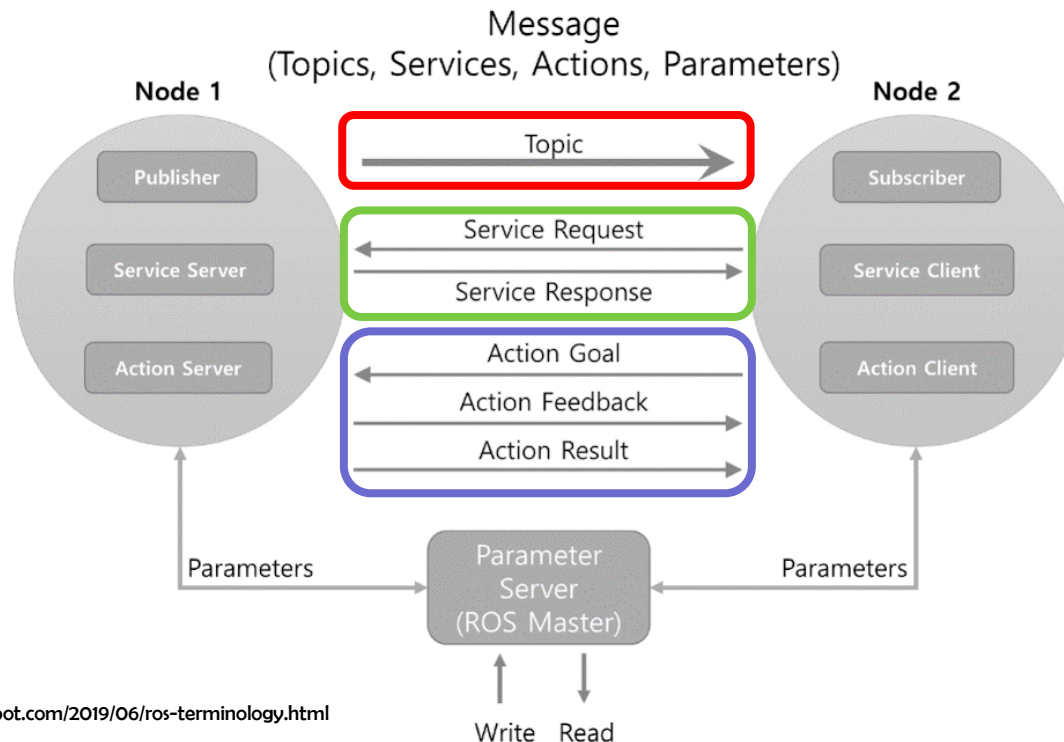 Message
(Topics, Services, Actions, Parameters)
Node 1
Node 2
Topic
Publisher
Subscriber
Service Request
Service Server
Service Client
Service Response
Action Goal
Action Server
Action Client
Action Feedback
Action Result
Parameters
Parameter
Server
(ROS Master)
Parameters
ot.com/2019/06/ros-terminology.html
Write
Read